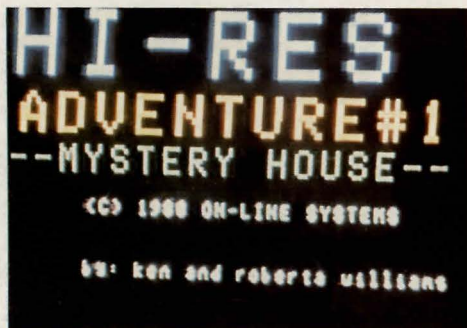 HI-RES
ADVENTURE#1
--MYSTERY HOUSE--
(C) 1980 ON-LINE SYSTEMS
by: ken and roberta williams